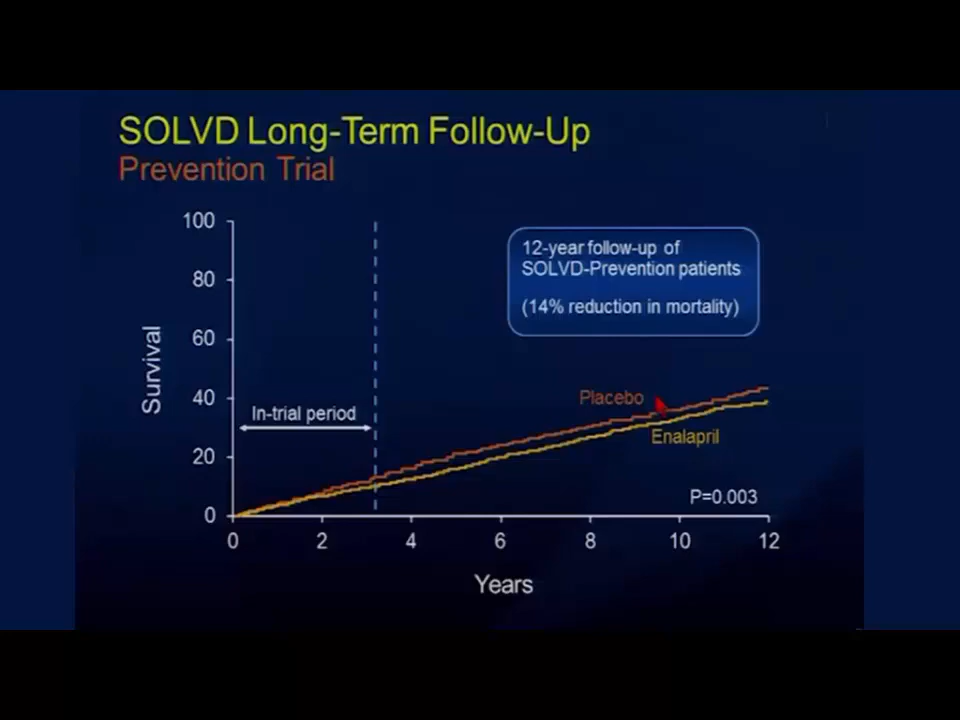 SOLVD Long-Term Follow-Up
Prevention Trial
100
80
60
40
20
0
Survival
In-trial period
12-year follow-up of
SOLVD-Prevention patients
(14% reduction in mortality)
Placebo
Enalapril
P=0.003
0 2 4 6 8 10 12
Years